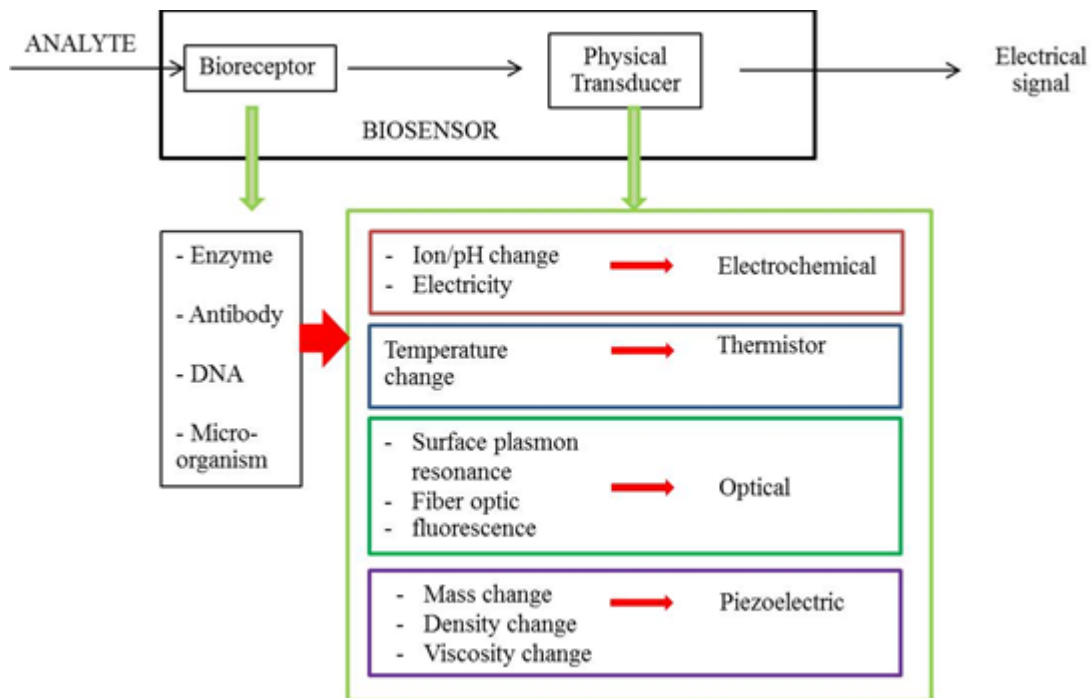 ANALYTE
Bioreceptor
Physical
Transducer
Electrical
signal
BIOSENSOR
- Enzyme
- Antibody
- DNA
- Micro-
organism
- Ion/pH change
- Electricity
Electrochemical
Temperature
change
Thermistor
- Surface plasmon
resonance
- Fiber optic
- fluorescence
Optical
- Mass change
- Density change
- Viscosity change
Piezoelectric